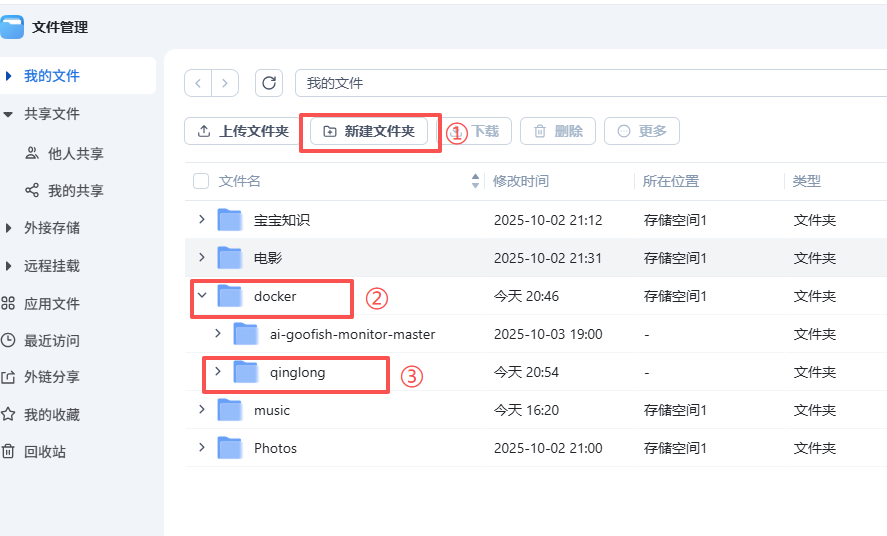 文件管理
我的文件
共享文件
他人共享
我的共享
外接存储
远程挂载
应用文件
最近访问
外链分享
我的收藏
回收站
我的文件
上传文件夹 新建文件夹 ① 下载 删除 更多
文件名 修改时间 所在位置 类型
宝宝知识 2025-10-02 21:12 存储空间1 文件夹
电影 2025-10-02 21:31 存储空间1 文件夹
docker ② 今天 20:46 存储空间1 文件夹
ai-goofish-monitor-master 2025-10-03 19:00 - 文件夹
qinglong ③ 今天 20:54 - 文件夹
music 今天 16:20 存储空间1 文件夹
Photos 2025-10-02 21:00 存储空间1 文件夹